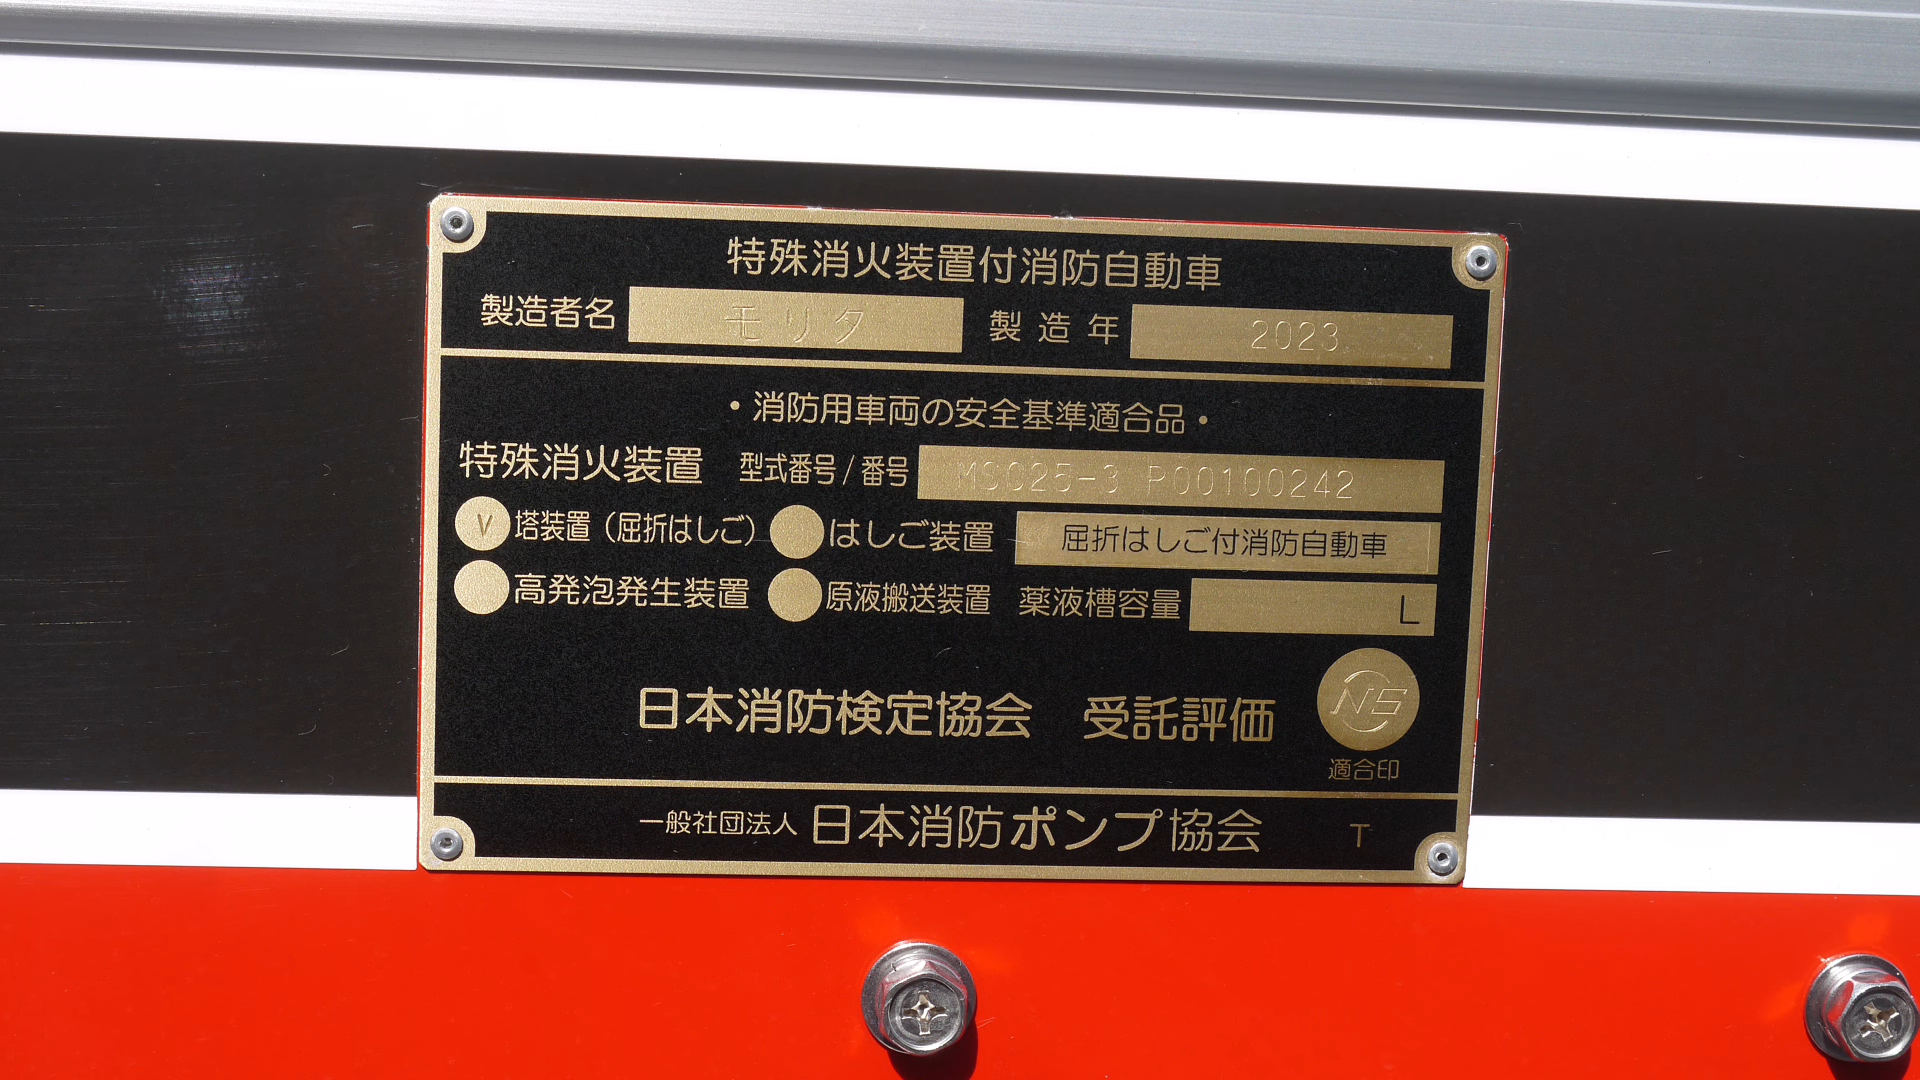 特殊消火装置付消防自動車
製造者名 モリタ 製造年 2023.
・消防用車両の安全基準適合品・
特殊消火装置 型式番号/番号 MS025-3 P00100242
V 塔装置（屈折はしご） はしご装置 屈折はしご付消防自動車
高発泡発生装置 原液搬送装置 薬液槽容量 L
日本消防検定協会 受託評価 NS
適合印
一般社団法人 日本消防ポンプ協会 T